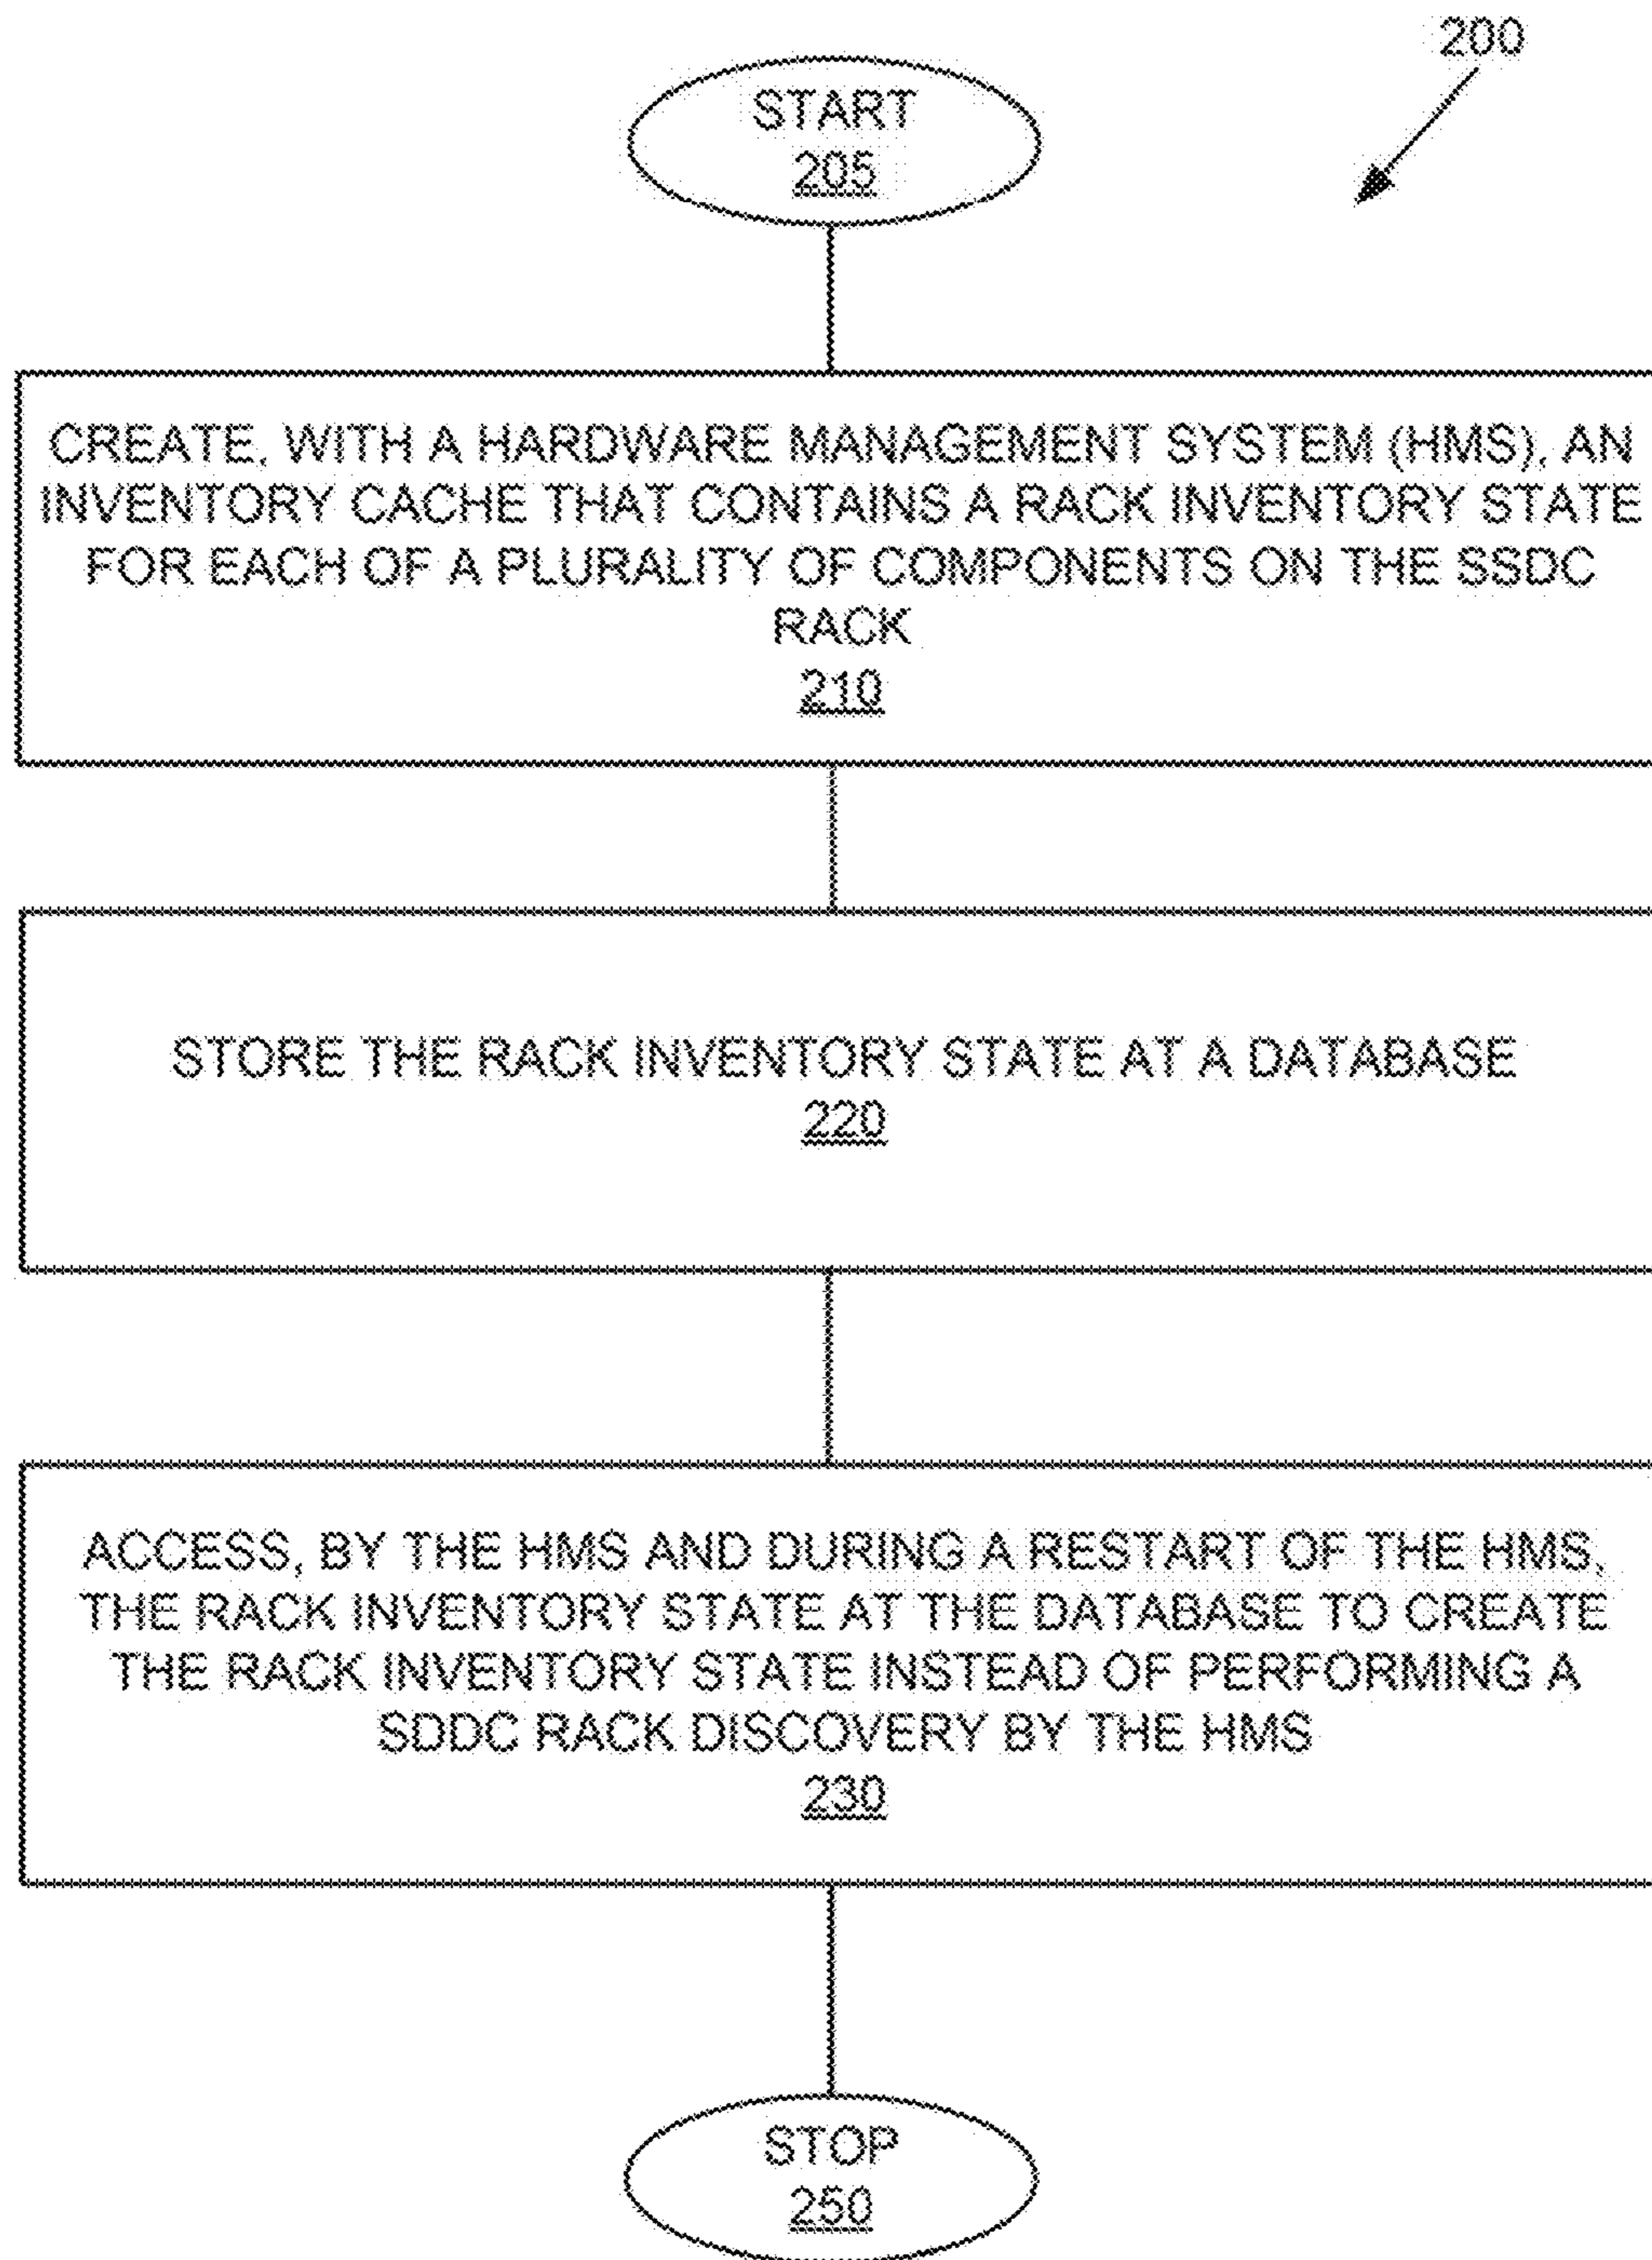 200
START
205
CREATE, WITH A HARDWARE MANAGEMENT SYSTEM (HMS), AN
INVENTORY CACHE THAT CONTAINS A RACK INVENTORY STATE
FOR EACH OF A PLURALITY OF COMPONENTS ON THE SSDC
RACK
210
STORE THE RACK INVENTORY STATE AT A DATABASE
220
ACCESS, BY THE HMS AND DURING A RESTART OF THE HMS,
THE RACK INVENTORY STATE AT THE DATABASE TO CREATE
THE RACK INVENTORY STATE INSTEAD OF PERFORMING A
SDDC RACK DISCOVERY BY THE HMS
230
STOP
250